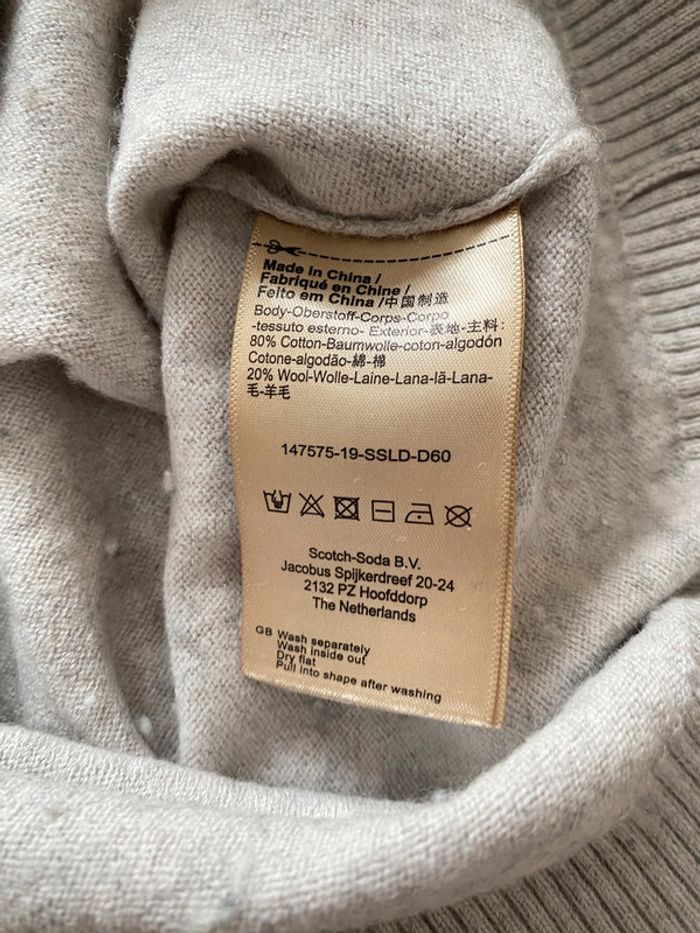 Made in China /
Fabriqué en Chine /
Feito em China /中国制造
Body-Oberstoff-Corps-Corpo
-tessuto esterno- Exterior-表地-主料:
80% Cotton-Baumwolle-coton-algodón
Cotone-algodão-綿-棉
20% Wool-Wolle-Laine-Lana-lã-Lana-
毛-羊毛
147575-19-SSLD-D60
Scotch-Soda B.V.
Jacobus Spijkerdreef 20-24
2132 PZ Hoofddorp
The Netherlands
GB Wash separately
Wash inside out
Dry flat
Pull into shape after washing